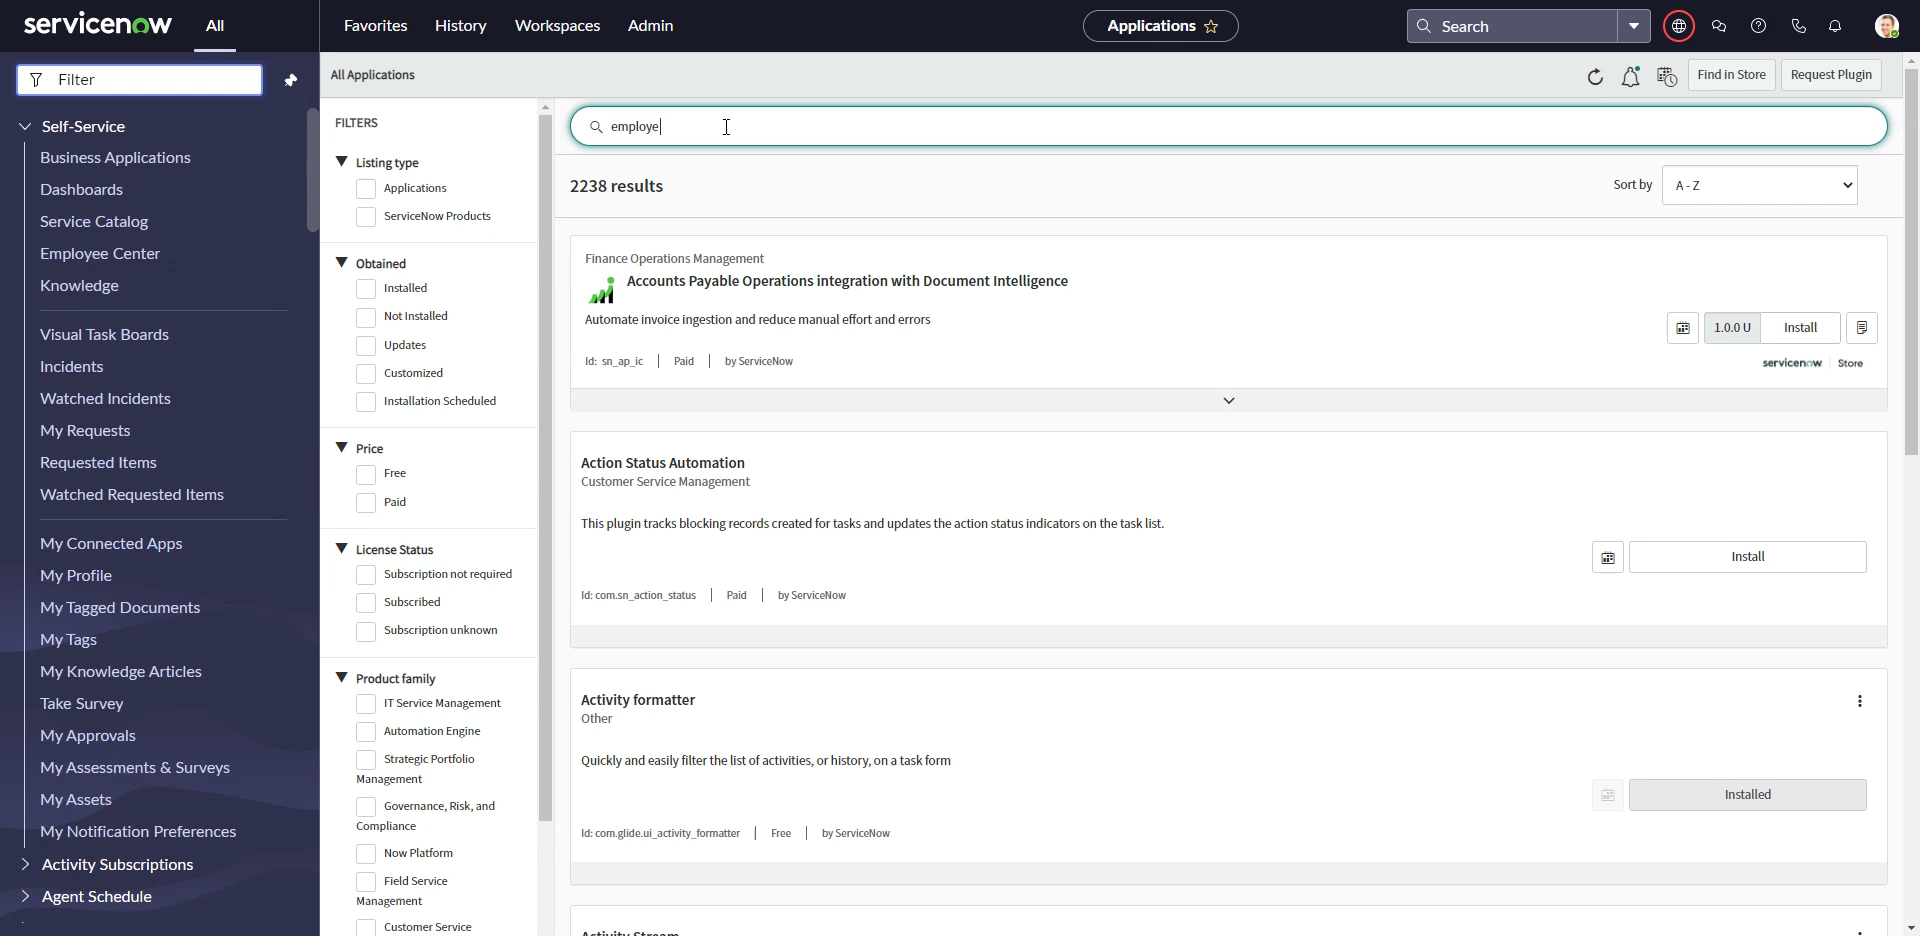 servicenow
All
Favorites
History
Workspaces
Admin
Applications
Search
Filter
Self-Service
Business Applications
Dashboards
Service Catalog
Employee Center
Knowledge
Visual Task Boards
Incidents
Watched Incidents
My Requests
Requested Items
Watched Requested Items
My Connected Apps
My Profile
My Tagged Documents
My Tags
My Knowledge Articles
Take Survey
My Approvals
My Assessments & Surveys
My Assets
My Notification Preferences
Activity Subscriptions
Agent Schedule
All Applications
Find in Store
Request Plugin
FILTERS
Listing type
Applications
ServiceNow Products
Obtained
Installed
Not Installed
Updates
Customized
Installation Scheduled
Price
Free
Paid
License Status
Subscription not required
Subscribed
Subscription unknown
Product family
IT Service Management
Automation Engine
Strategic Portfolio
Management
Governance, Risk, and
Compliance
Now Platform
Field Service
Management
Customer Service
employe
2238 results
Sort by
A - Z
Finance Operations Management
Accounts Payable Operations integration with Document Intelligence
Automate invoice ingestion and reduce manual effort and errors
1.0.0 U
Install
Id: sn_ap_ic
Paid
by ServiceNow
servicenow
Store
Action Status Automation
Customer Service Management
This plugin tracks blocking records created for tasks and updates the action status indicators on the task list.
Install
Id: com.sn_action_status
Paid
by ServiceNow
Activity formatter
Other
Quickly and easily filter the list of activities, or history, on a task form
Installed
Id: com.glide.ui_activity_formatter
Free
by ServiceNow
Activity Stream